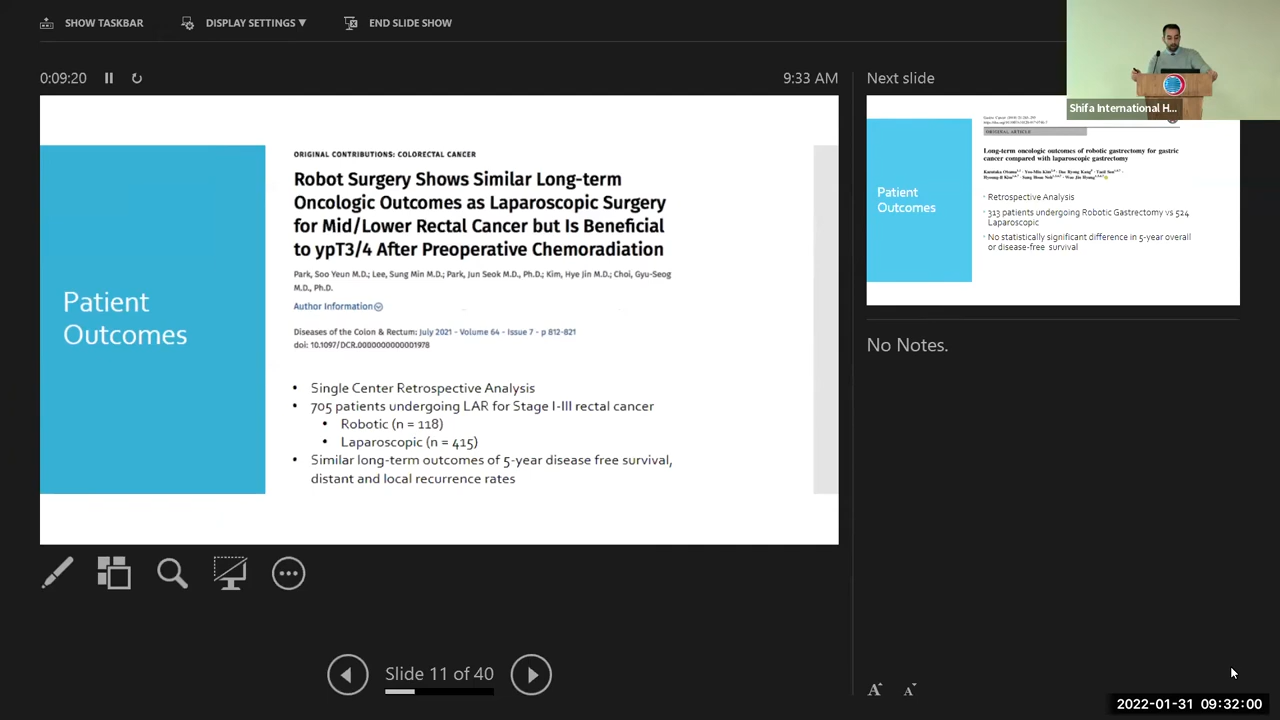 SHOW TASKBAR
DISPLAY SETTINGS ▼
END SLIDE SHOW
0:09:20
9:33 AM
ORIGINAL CONTRIBUTIONS: COLORECTAL CANCER
Robot Surgery Shows Similar Long-term
Oncologic Outcomes as Laparoscopic Surgery
for Mid/Lower Rectal Cancer but Is Beneficial
to ypT3/4 After Preoperative Chemoradiation
Park, Soo Yeun M.D.; Lee, Sung Min M.D.; Park, Jun Seok M.D., Ph.D.; Kim, Hye Jin M.D.; Choi, Gyu-Seog
M.D., Ph.D.
Author Information
Diseases of the Colon & Rectum: July 2021 - Volume 64 - Issue 7 - p 812-821
doi: 10.1097/DCR.0000000000001978
Patient
Outcomes
• Single Center Retrospective Analysis
• 705 patients undergoing LAR for Stage I-III rectal cancer
• Robotic (n = 118)
• Laparoscopic (n = 415)
• Similar long-term outcomes of 5-year disease free survival,
distant and local recurrence rates
Slide 11 of 40
Next slide
Shifa International H...
ORIGINAL ARTICLE
Long-term oncologic outcomes of robotic gastrectomy for gastric
cancer compared with laparoscopic gastrectomy
Patient
Outcomes
Retrospective Analysis
313 patients undergoing Robotic Gastrectomy vs 524
Laparoscopic
No statistically significant difference in 5-year overall
or disease-free survival
No Notes.
A A
2022-01-31 09:32:00